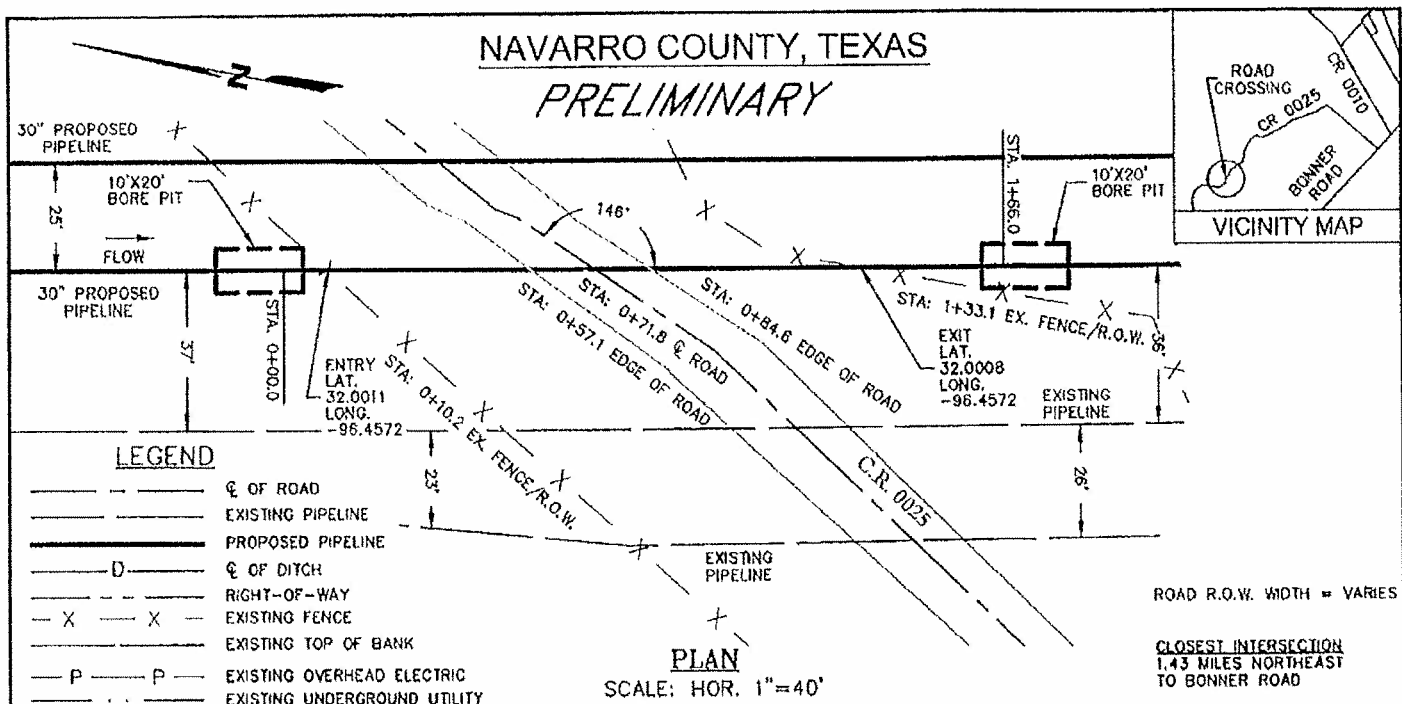 NAVARRO COUNTY, TEXAS
PRELIMINARY
Z
30" PROPOSED
PIPELINE
10'X20'
BORE PIT
25'
FLOW
30" PROPOSED
PIPELINE
37'
STA. 0+00.0
ENTRY
LAT.
32.0011
LONG.
-96.4572
STA: 0+10.2 EX. FENCE/R.O.W.
146°
STA: 0+57.1 EDGE OF ROAD
STA: 0+71.8 ℄ ROAD
STA: 0+84.6 EDGE OF ROAD
EXIT
LAT.
32.0008
LONG.
-96.4572
STA. 1+66.0
10'X20'
BORE PIT
STA: 1+33.1 EX. FENCE/R.O.W.
36'
EXISTING
PIPELINE
C.R. 0025
26'
EXISTING
PIPELINE
ROAD
CROSSING
CR 0025
CR 0010
BONNER
ROAD
VICINITY MAP
LEGEND
℄ OF ROAD
EXISTING PIPELINE
PROPOSED PIPELINE
D ℄ OF DITCH
RIGHT-OF-WAY
X X EXISTING FENCE
EXISTING TOP OF BANK
P P EXISTING OVERHEAD ELECTRIC
EXISTING UNDERGROUND UTILITY
PLAN
SCALE: HOR. 1"=40'
ROAD R.O.W. WIDTH = VARIES
CLOSEST INTERSECTION
1.43 MILES NORTHEAST
TO BONNER ROAD